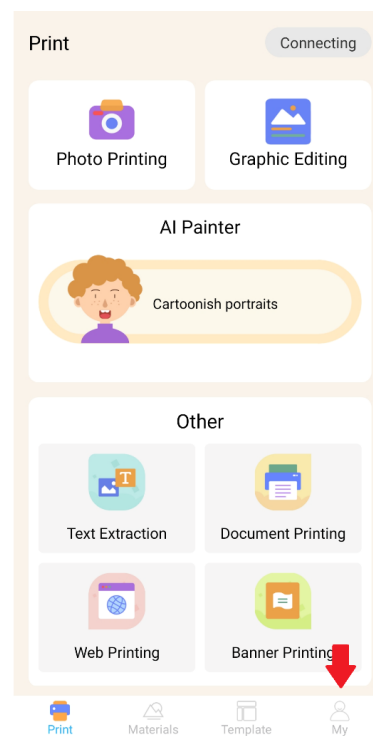 Print
Connecting
Photo Printing
Graphic Editing
AI Painter
Cartoonish portraits
Other
T
Text Extraction
Document Printing
Web Printing
Banner Printing
Print
Materials
Template
My